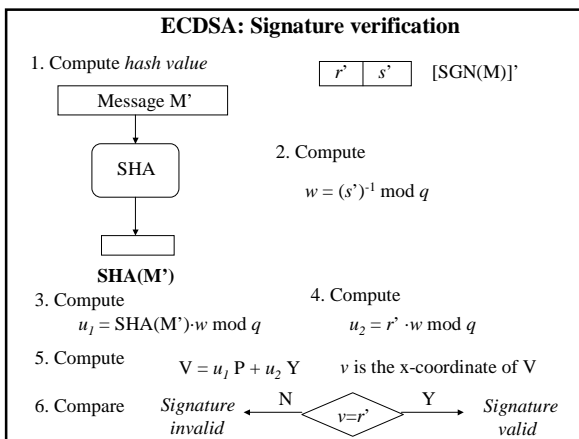 ECDSA: Signature verification
1. Compute hash value
r’ s’ [SGN(M)]’
Message M’
SHA
SHA(M’)
2. Compute
w = (s’)-1 mod q
3. Compute
u1 = SHA(M’)·w mod q
4. Compute
u2 = r’ ·w mod q
5. Compute V = u1 P + u2 Y v is the x-coordinate of V
6. Compare
Signature
invalid
N
v=r’
Y
Signature
valid